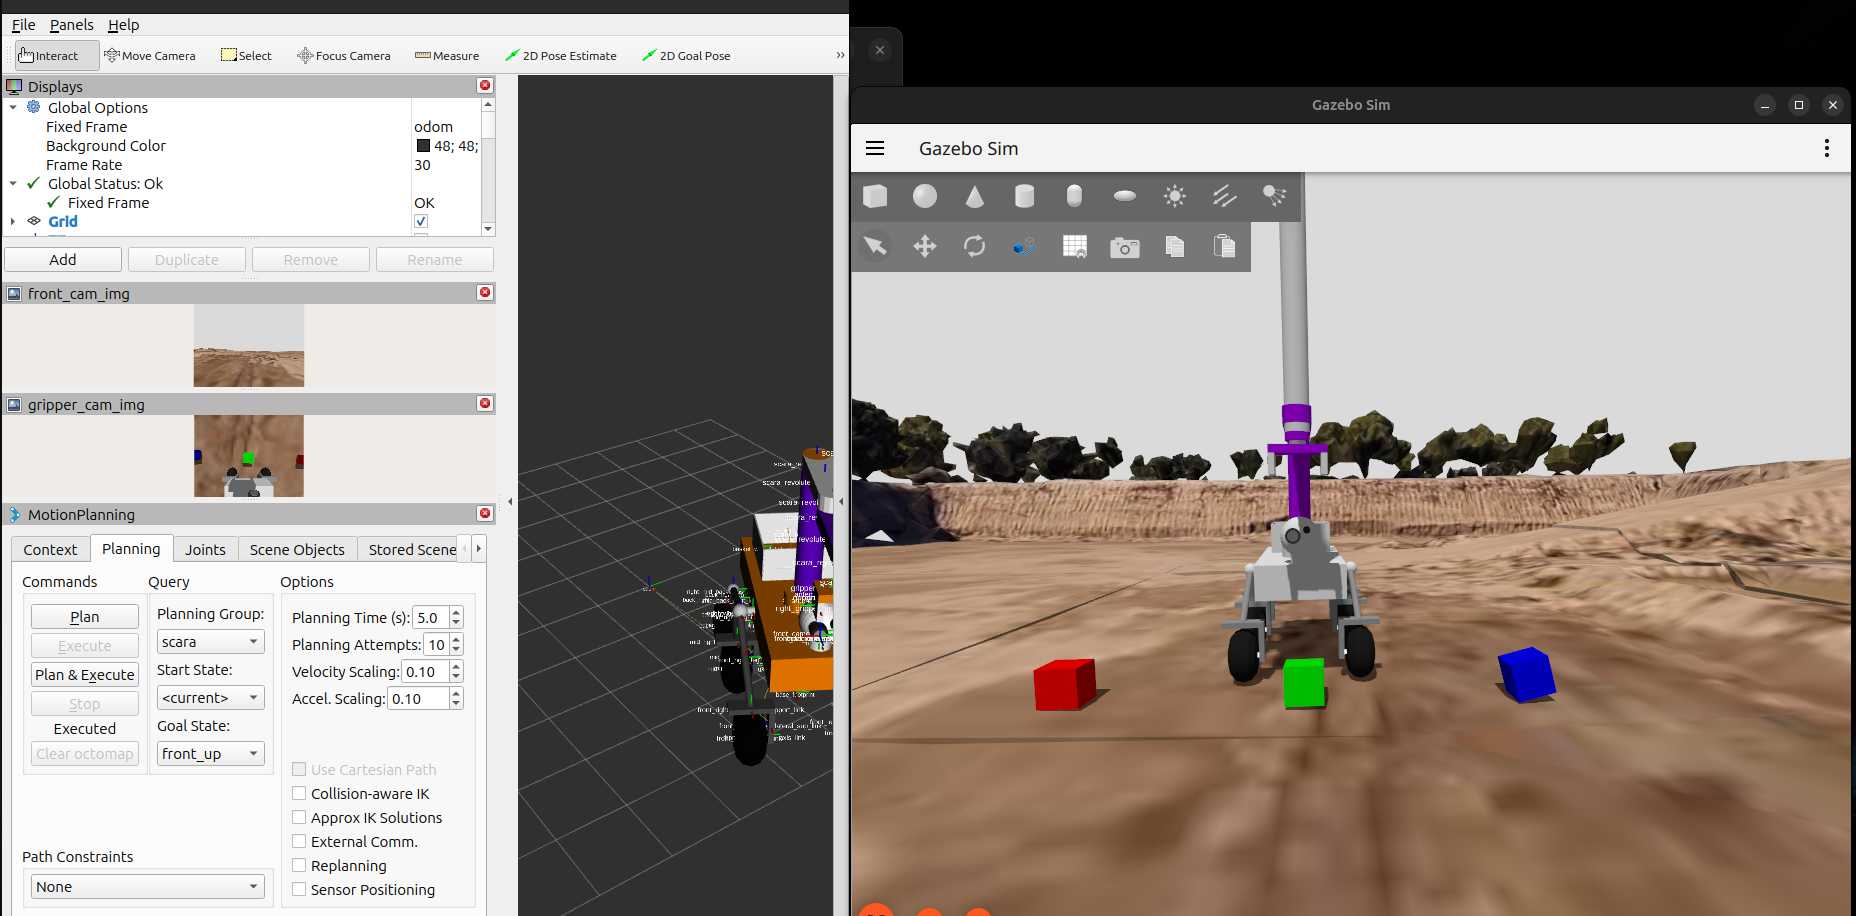 File Panels Help
Interact Move Camera Select Focus Camera Measure 2D Pose Estimate 2D Goal Pose »
Displays
Global Options
Fixed Frame odom
Background Color 48; 48;
Frame Rate 30
Global Status: Ok
Fixed Frame OK
Grid
Add Duplicate Remove Rename
front_cam_img
gripper_cam_img
MotionPlanning
Context Planning Joints Scene Objects Stored Scene
Commands Query Options
Plan
Execute
Plan & Execute
Stop
Executed
Clear octomap
Planning Group:
scara
Start State:
<current>
Goal State:
front_up
Planning Time (s): 5.0
Planning Attempts: 10
Velocity Scaling: 0.10
Accel. Scaling: 0.10
Use Cartesian Path
Collision-aware IK
Approx IK Solutions
External Comm.
Replanning
Sensor Positioning
Path Constraints
None
scara_revolute
base_footprint
Gazebo Sim
Gazebo Sim